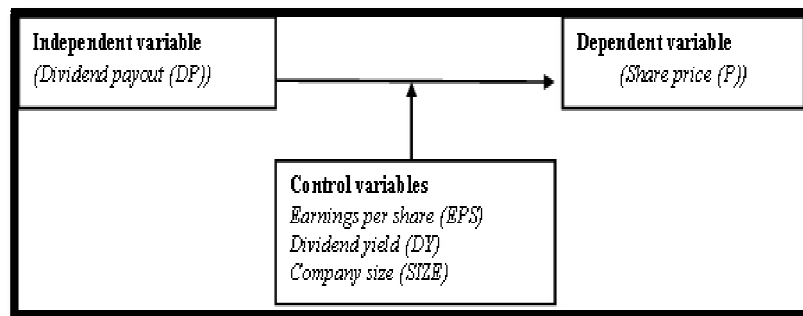 Independent variable
(Dividend payout (DP))
Dependent variable
(Share price (P))
Control variables
Earnings per share (EPS)
Dividend yield (DY)
Company size (SIZE)